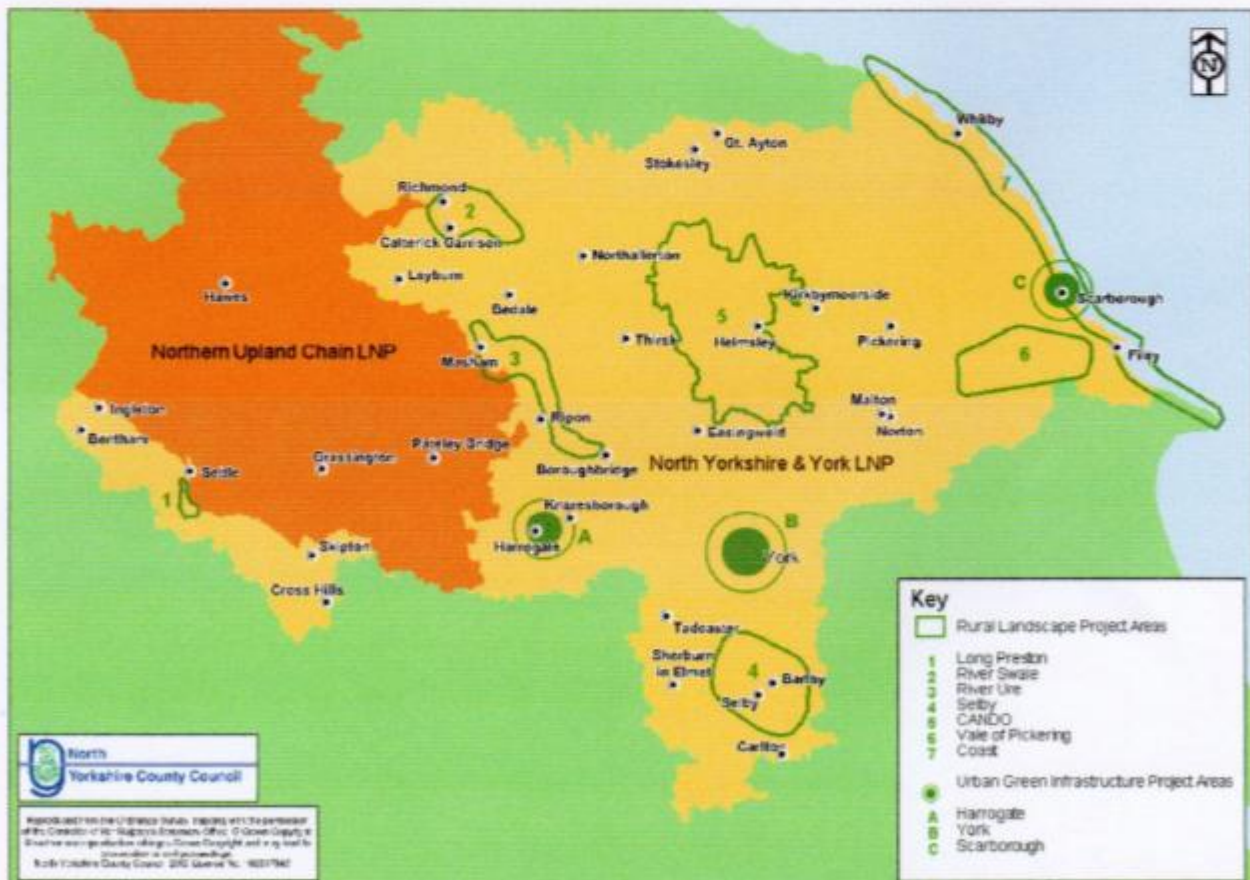 N
Whitby
Gt. Ayton
Stokesley
7
Richmond
2
Catterick Garrison
Northallerton
Leyburn
Hawes
Bedale
C
Scarborough
Kirkbymoorside
5
Helmsley
Pickering
Thirsk
Northern Upland Chain LNP
Masham
3
6
Filey
Ingleton
Bentham
Ripon
Malton
Norton
Easingwold
Pateley Bridge
Grassington
Settle
Boroughbridge
North Yorkshire & York LNP
1
Knaresborough
Harrogate
A
B
York
Skipton
Cross Hills
Tadcaster
Sherburn
in Elmet
4
Barlby
Selby
Carlton
Key
Rural Landscape Project Areas
1 Long Preston
2 River Swale
3 River Ure
4 Selby
5 CANDO
6 Vale of Pickering
7 Coast
Urban Green Infrastructure Project Areas
A Harrogate
B York
C Scarborough
North
Yorkshire County Council